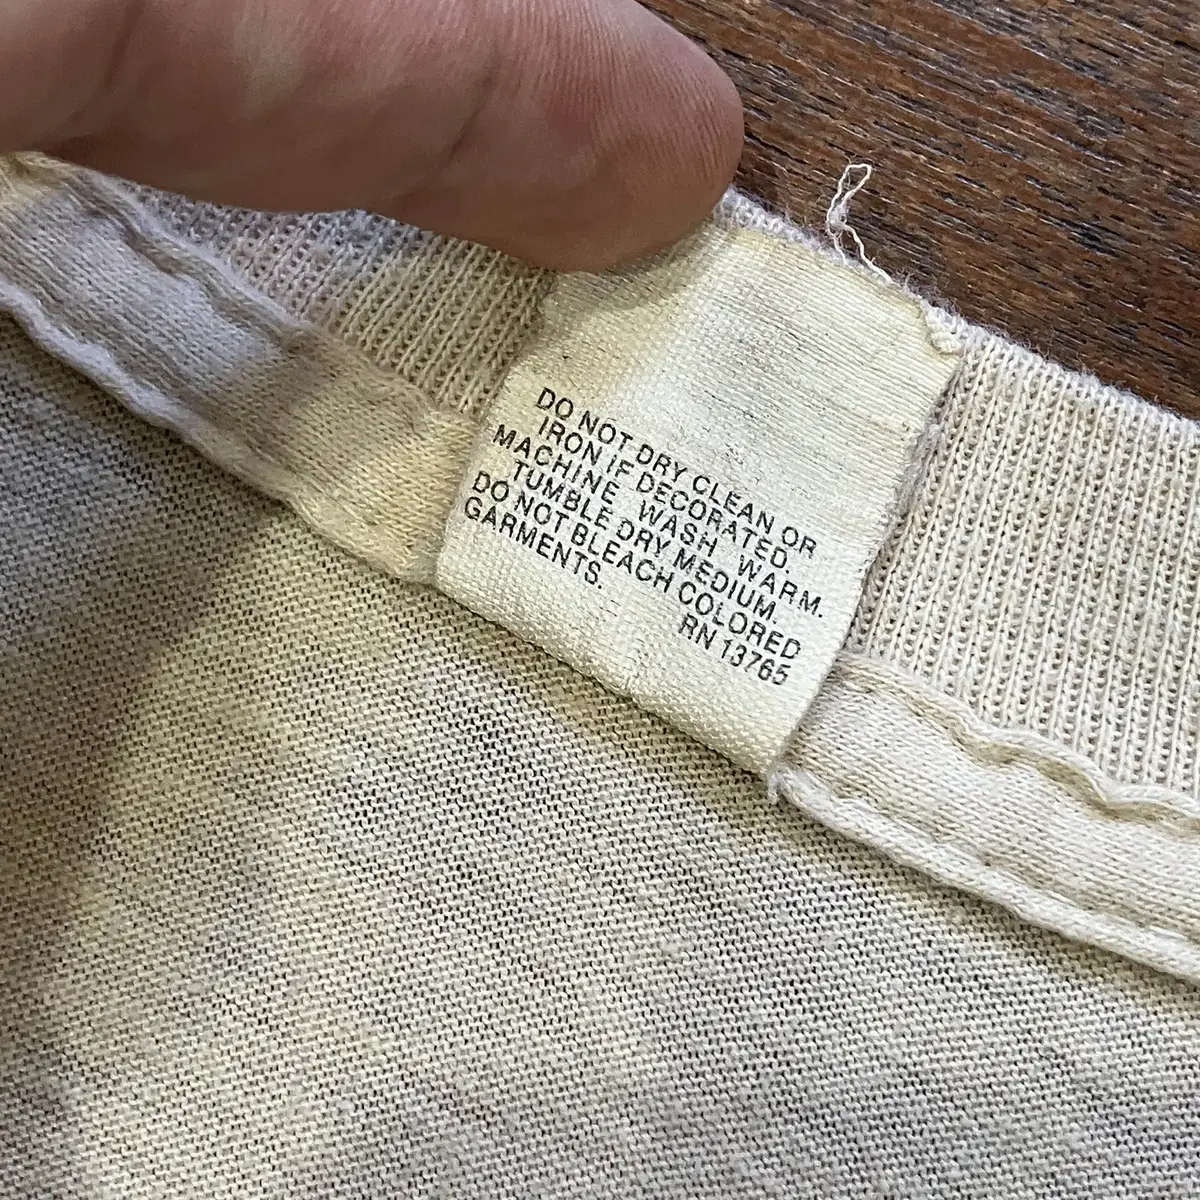 DO NOT DRY CLEAN OR
IRON IF DECORATED.
MACHINE WASH WARM.
TUMBLE DRY MEDIUM.
DO NOT BLEACH COLORED
GARMENTS.
RN 13765